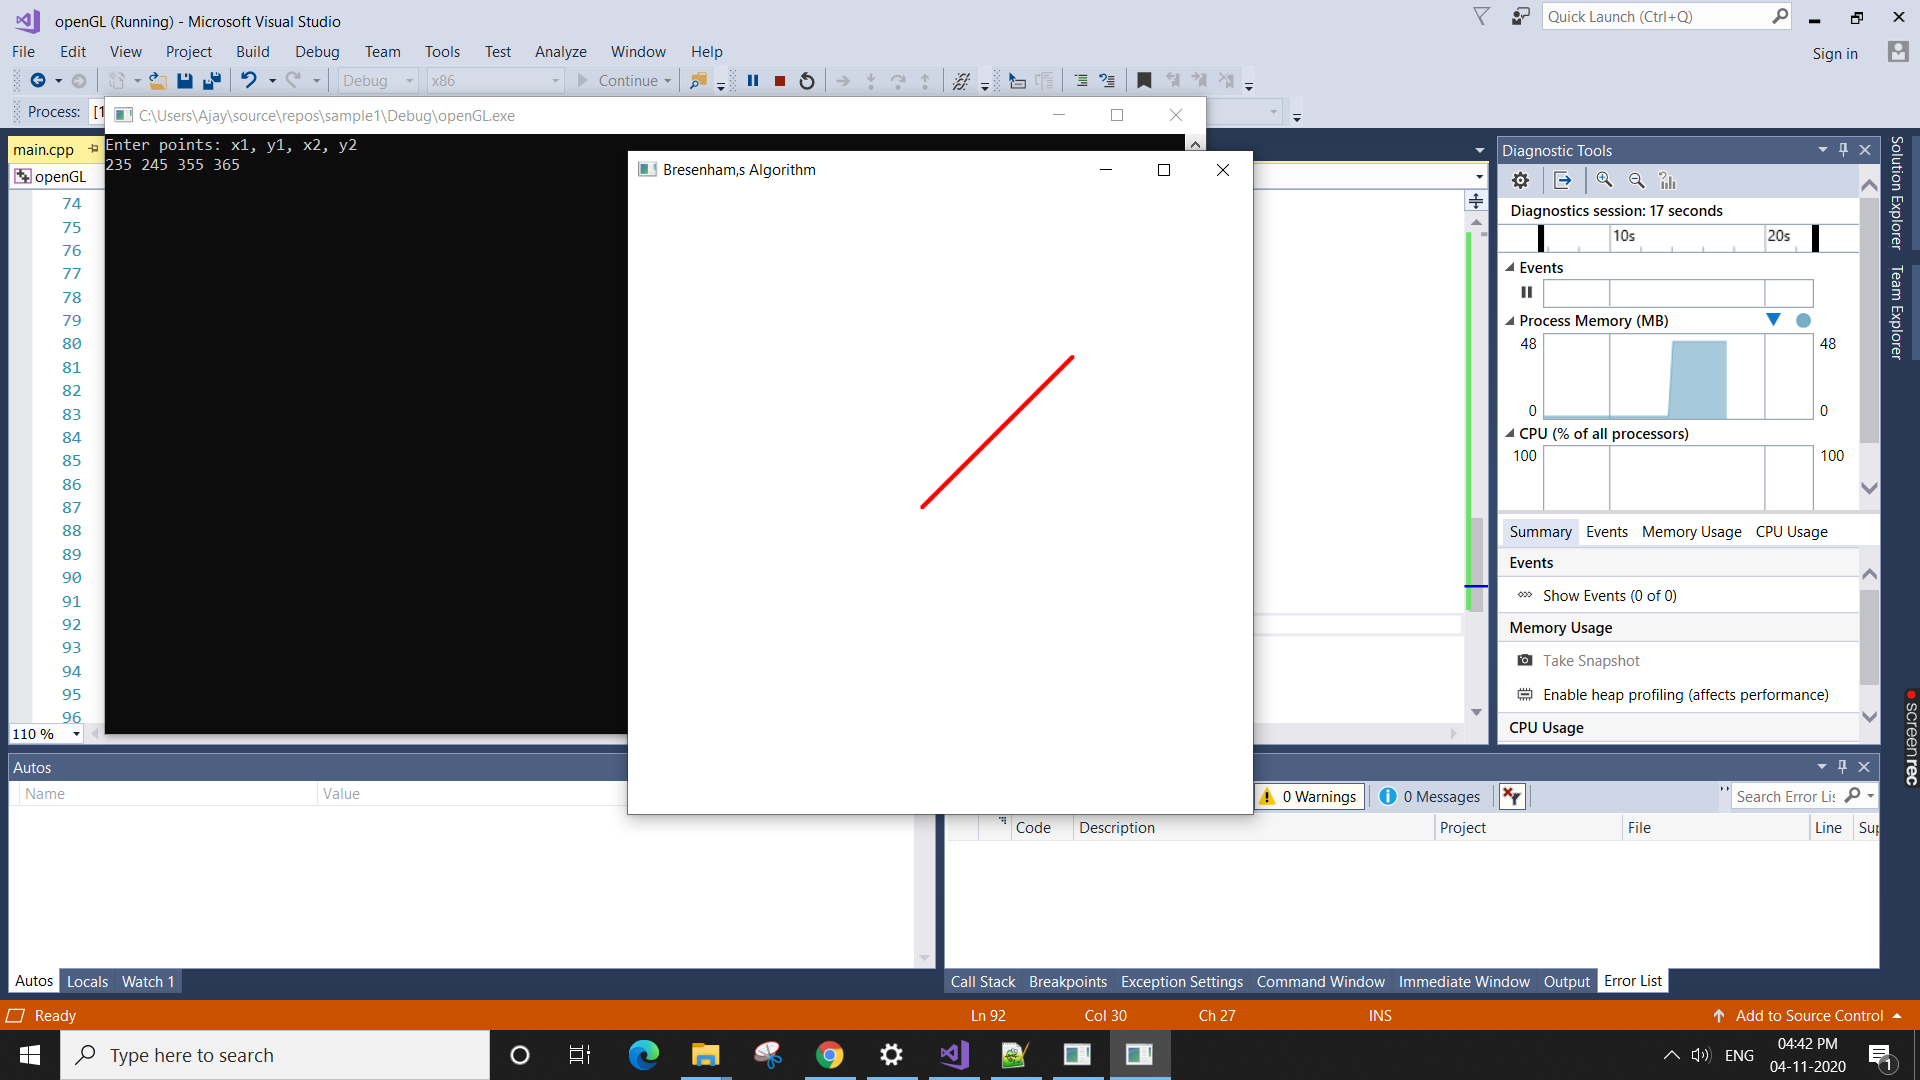 openGL (Running) - Microsoft Visual Studio
Quick Launch (Ctrl+Q)
File Edit View Project Build Debug Team Tools Test Analyze Window Help
Sign in
Debug x86 Continue
Process: [1
C:\Users\Ajay\source\repos\sample1\Debug\openGL.exe
Enter points: x1, y1, x2, y2
235 245 355 365
main.cpp
openGL
74
75
76
77
78
79
80
81
82
83
84
85
86
87
88
89
90
91
92
93
94
95
96
110 %
Bresenham,s Algorithm
Diagnostic Tools
Diagnostics session: 17 seconds
10s 20s
Events
Process Memory (MB)
48 48
0 0
CPU (% of all processors)
100 100
Summary Events Memory Usage CPU Usage
Events
Show Events (0 of 0)
Memory Usage
Take Snapshot
Enable heap profiling (affects performance)
CPU Usage
Solution Explorer
Team Explorer
screenrec
Autos
Name Value
Autos Locals Watch 1
0 Warnings 0 Messages
Search Error Lis
Code Description Project File Line Sup
Call Stack Breakpoints Exception Settings Command Window Immediate Window Output Error List
Ready Ln 92 Col 30 Ch 27 INS Add to Source Control
Type here to search
ENG
04:42 PM
04-11-2020
1